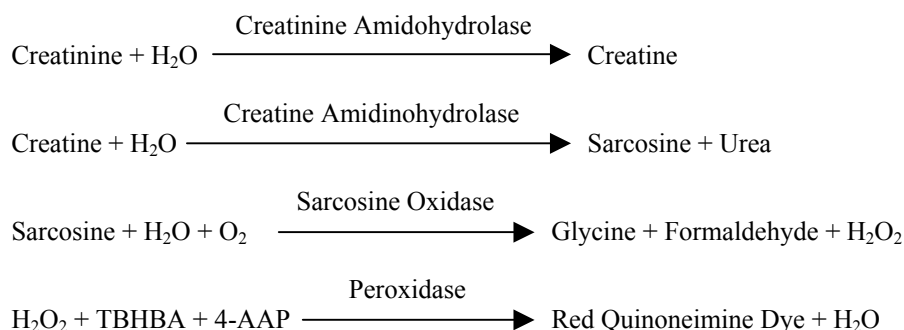 Creatinine Amidohydrolase
Creatinine + H₂O Creatine
Creatine Amidinohydrolase
Creatine + H₂O Sarcosine + Urea
Sarcosine Oxidase
Sarcosine + H₂O + O₂ Glycine + Formaldehyde + H₂O₂
Peroxidase
H₂O₂ + TBHBA + 4-AAP Red Quinoneimine Dye + H₂O